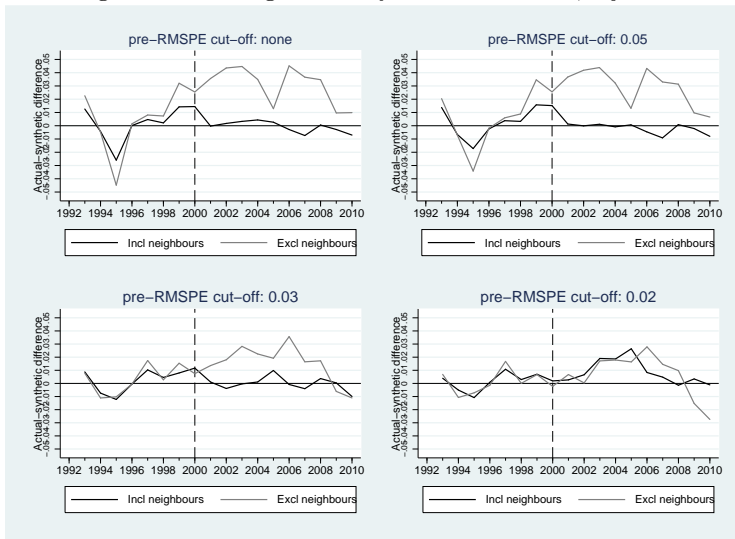 pre−RMSPE cut−off: none
Actual−synthetic difference
−.05−.04−.03−.02−.01 0 .01 .02 .03 .04 .05
1992 1994 1996 1998 2000 2002 2004 2006 2008 2010
Incl neighbours Excl neighbours
pre−RMSPE cut−off: 0.05
Actual−synthetic difference
−.05−.04−.03−.02−.01 0 .01 .02 .03 .04 .05
1992 1994 1996 1998 2000 2002 2004 2006 2008 2010
Incl neighbours Excl neighbours
pre−RMSPE cut−off: 0.03
Actual−synthetic difference
−.05−.04−.03−.02−.01 0 .01 .02 .03 .04 .05
1992 1994 1996 1998 2000 2002 2004 2006 2008 2010
Incl neighbours Excl neighbours
pre−RMSPE cut−off: 0.02
Actual−synthetic difference
−.05−.04−.03−.02−.01 0 .01 .02 .03 .04 .05
1992 1994 1996 1998 2000 2002 2004 2006 2008 2010
Incl neighbours Excl neighbours